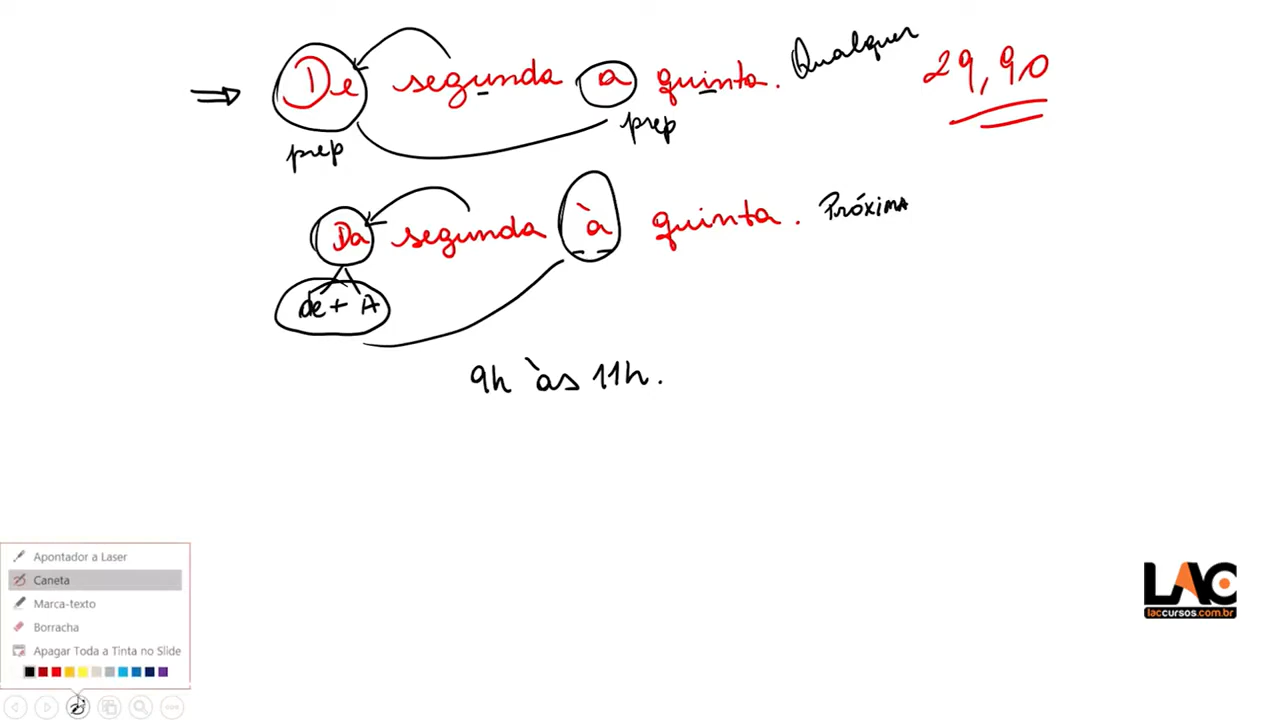 ⇒ De segunda a quinta. Qualquer 29,90
prep prep
Da segunda à quinta. Próxima
de + A
9h às 11h.
Apontador a Laser
Caneta
Marca-texto
Borracha
Apagar Toda a Tinta no Slide
LAC
laccursos.com.br